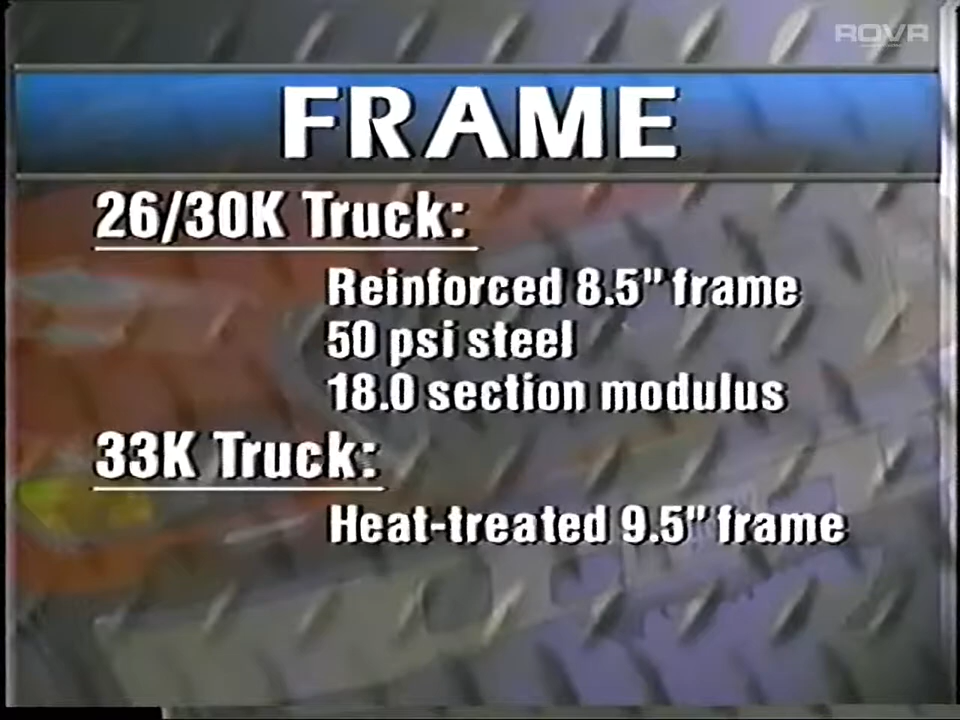 ROVR
FRAME
26/30K Truck:
Reinforced 8.5" frame
50 psi steel
18.0 section modulus
33K Truck:
Heat-treated 9.5" frame